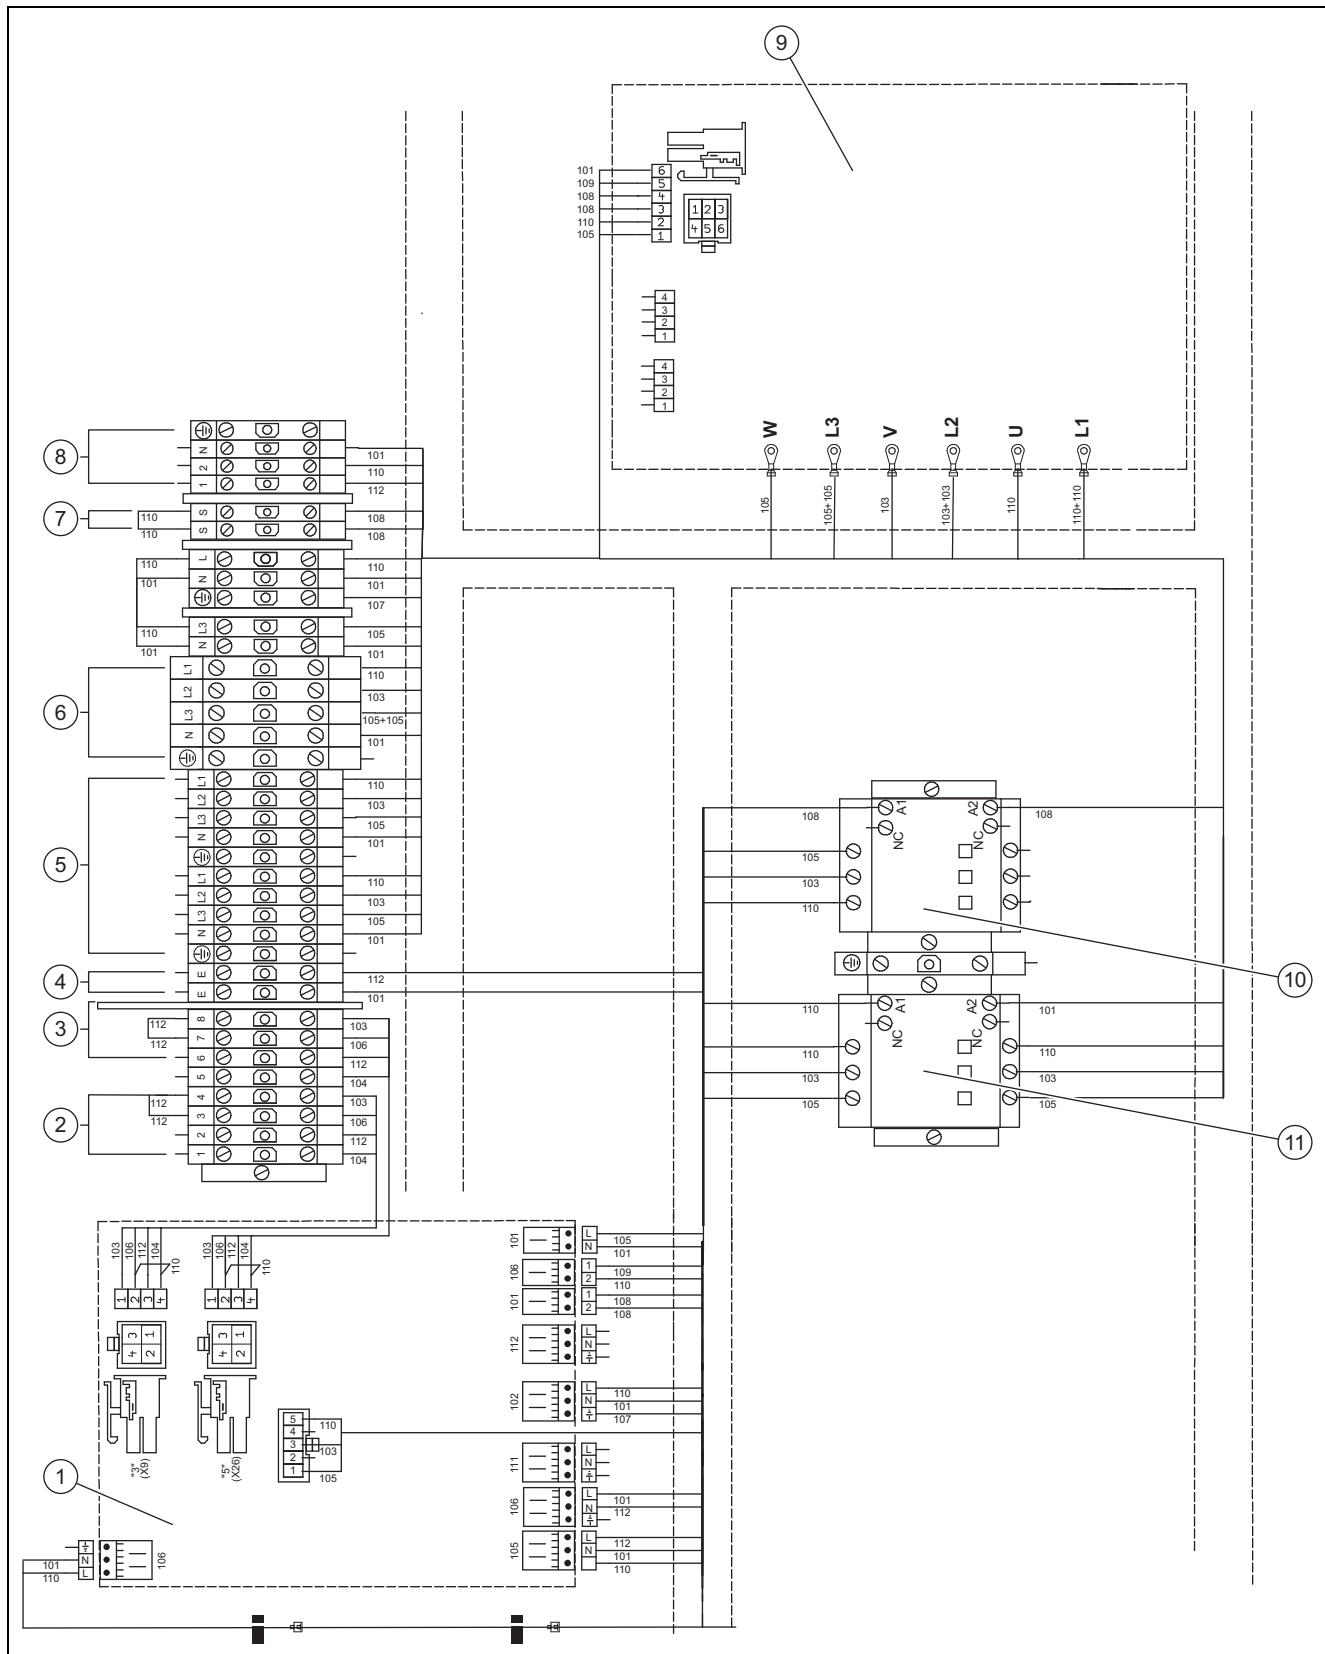 9
101 6
109 5
108 4
108 3
110 2
105 1
1 2 3
4 5 6
4
3
2
1
4
3
2
1
W L3 V L2 U L1
105 105+105 103 103+103 110 110+110
8
N 101
2 110
1 112
7
110 S 108
110 S 108
110 L 110
101 N 101
107
110 L3 105
101 N 101
6
L1 110
L2 103
L3 105+105
N 101
5
L1 110
L2 103
L3 105
N 101
L1 110
L2 103
L3 105
N 101
4
E 112
E 101
3
112 8 103
112 7 106
6 112
5 104
2
112 4 103
112 3 106
2 112
1 104
108 A1 A2 108
NC NC
105
103
110
10
110 A1 A2 101
NC NC
110 110
103 103
105 105
11
103 106 112 104 110
1 2 3 4
3 1
4 2
"3"
(X9)
103 106 112 104 110
1 2 3 4
3 1
4 2
"5"
(X26)
5 110
4
3 103
2
1 105
101 L 105
N 101
106 1 109
2 110
101 1 108
2 108
112 L
N
102 L 110
N 101
107
111 L
N
106 L 101
N 112
105 L 112
N 101
110
1
101 N 106
110 L